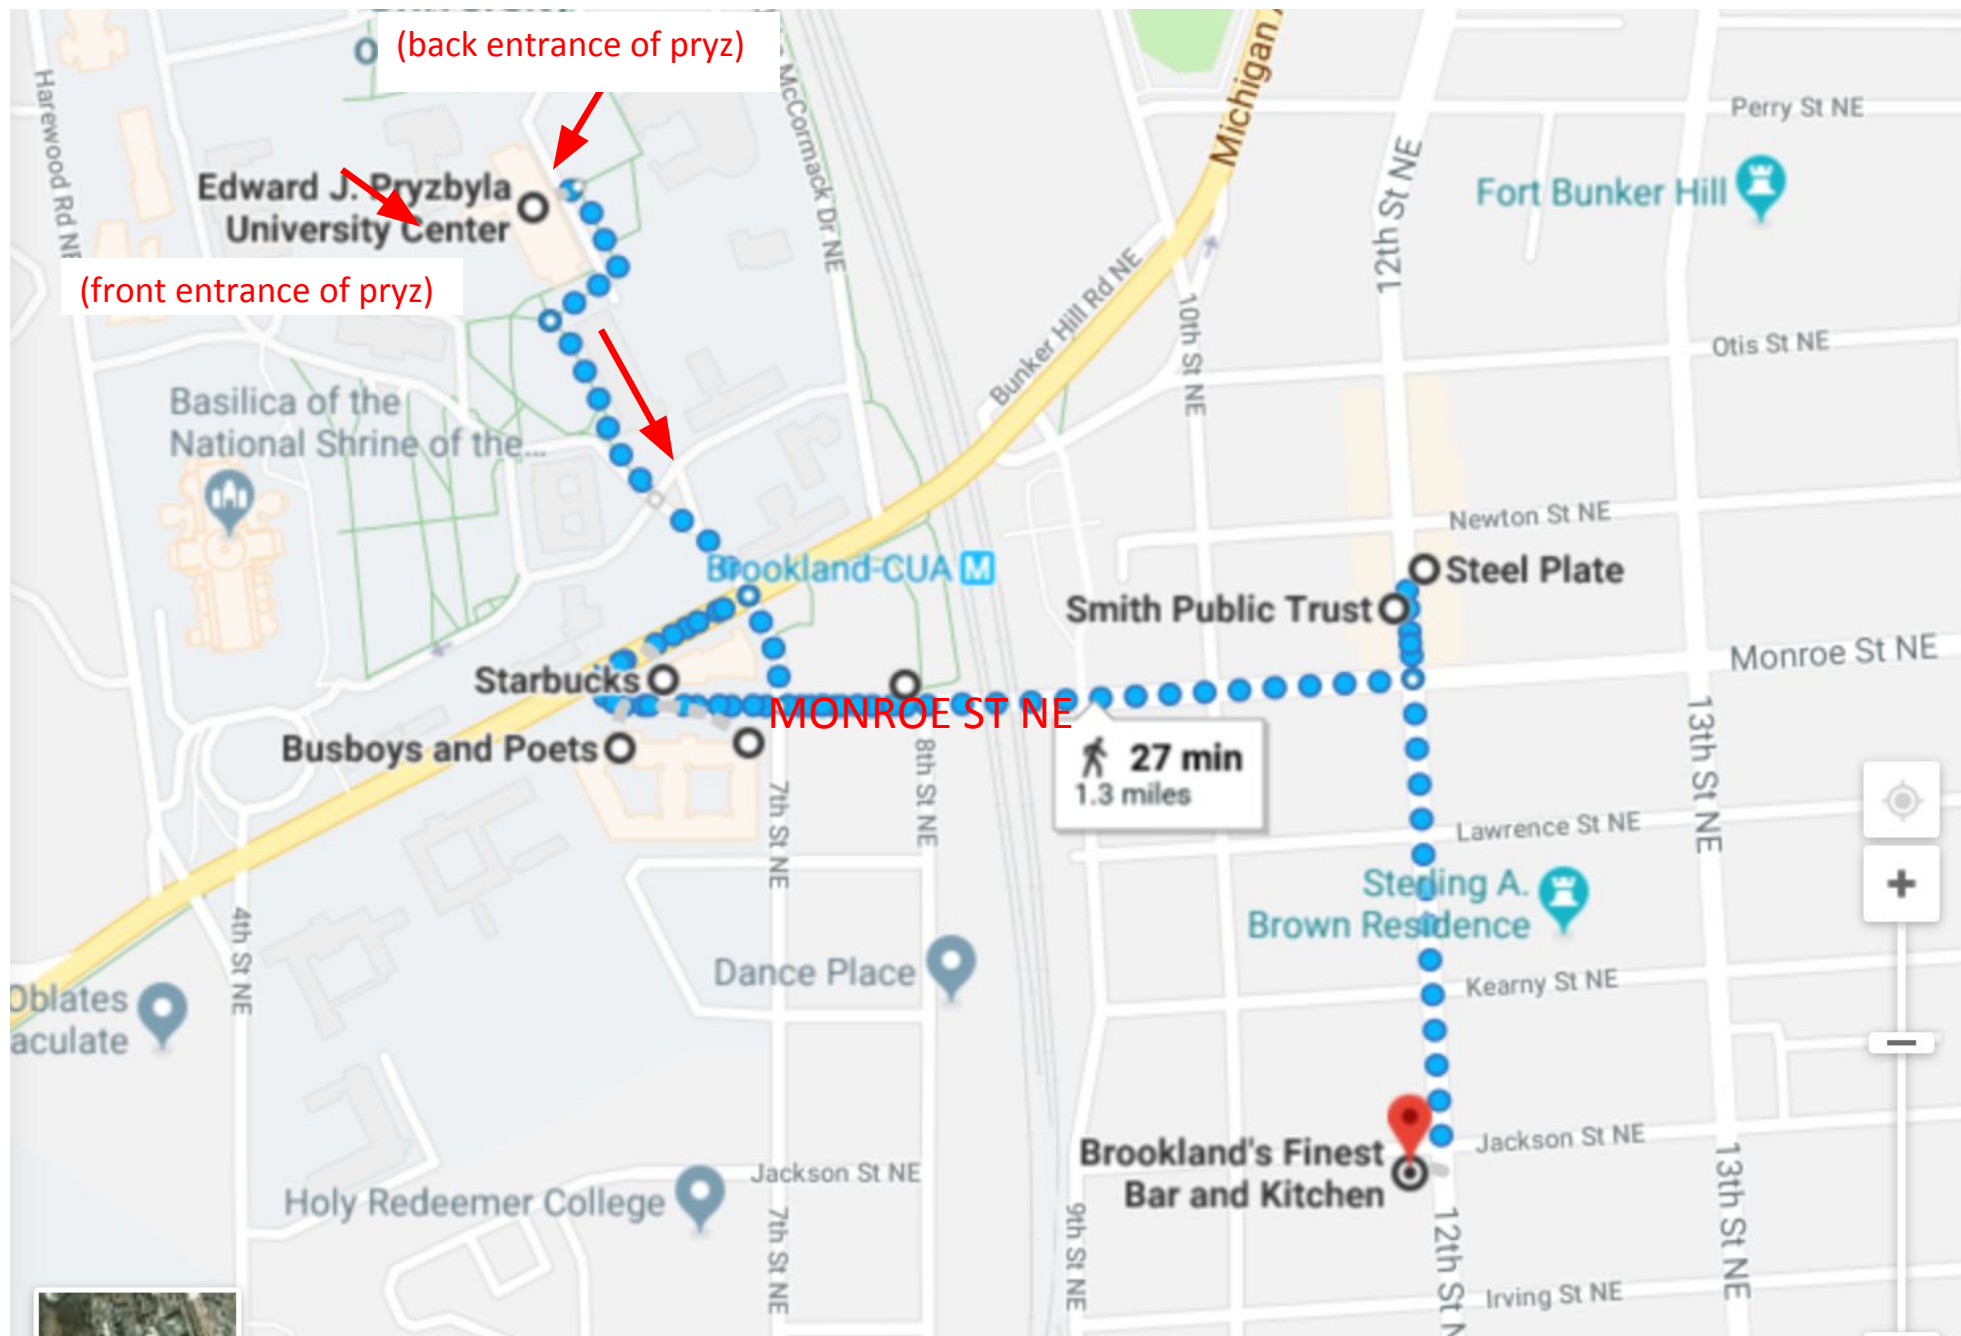 (back entrance of pryz)
Michigan
McCormack Dr NE
Harewood Rd NE
Perry St NE
12th St NE
Edward J. Pryzbyla
University Center
Fort Bunker Hill
(front entrance of pryz)
Bunker Hill Rd NE
10th St NE
Otis St NE
Basilica of the
National Shrine of the...
Newton St NE
Brookland-CUA M
Steel Plate
Smith Public Trust
Monroe St NE
Starbucks
MONROE ST NE
Busboys and Poets
27 min
1.3 miles
7th St NE
8th St NE
13th St NE
Lawrence St NE
Sterling A.
Brown Residence
4th St NE
Dance Place
Kearny St NE
Oblates
aculate
Brookland's Finest
Bar and Kitchen
Jackson St NE
Jackson St NE
Holy Redeemer College
7th St NE
9th St NE
12th St N
13th St NE
Irving St NE